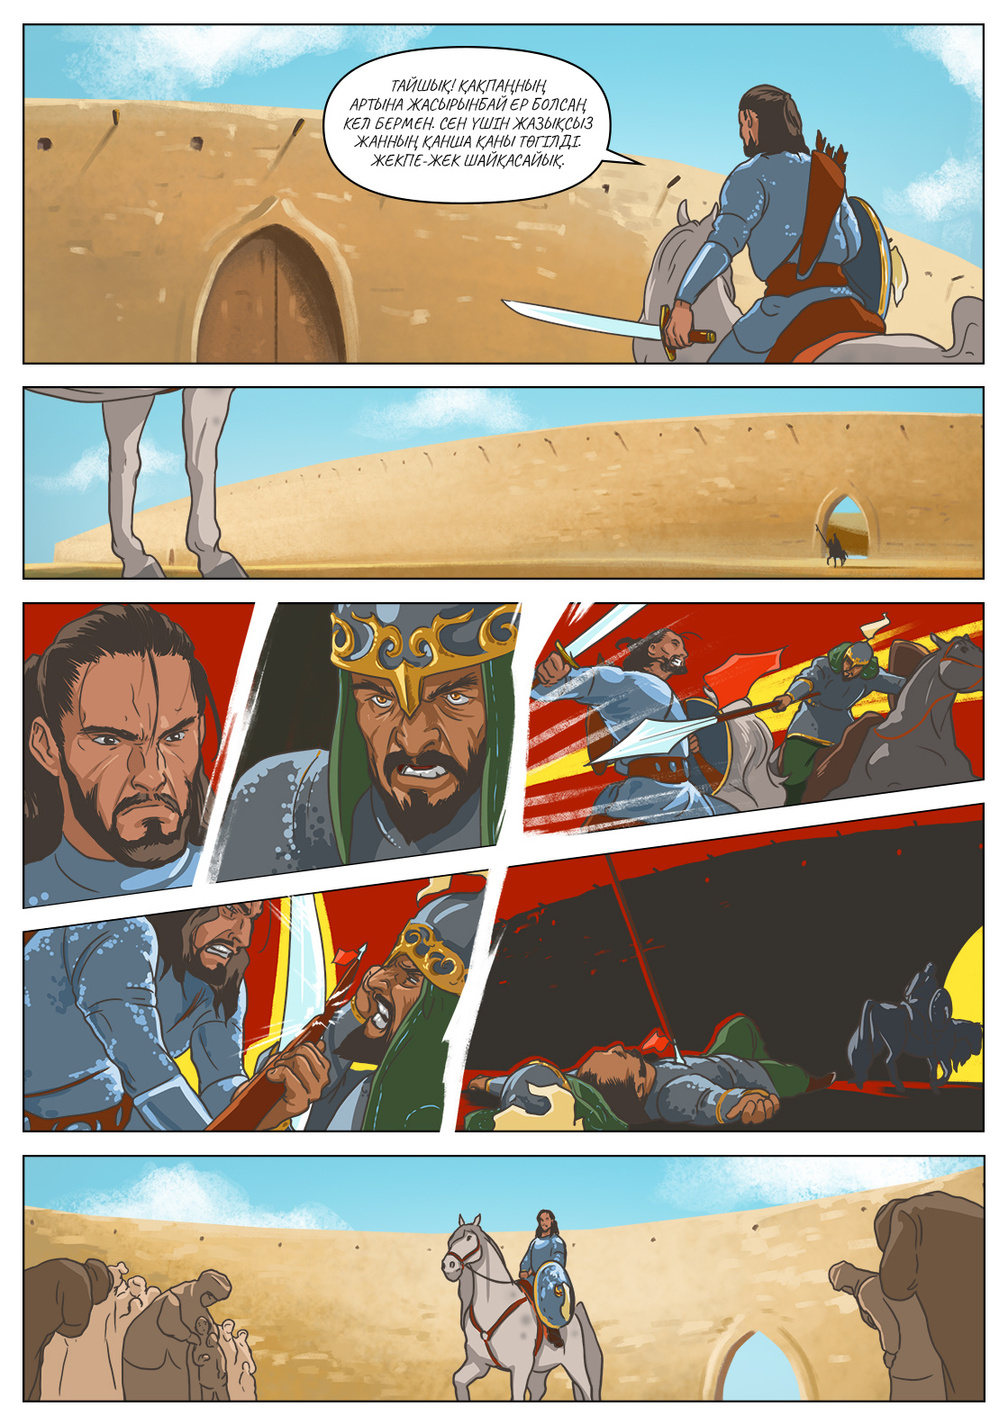 ТАЙШЫҚ! ҚАҚПАҢНЫҢ
АРТЫНА ЖАСЫРЫНБАЙ ЕР БОЛСАҢ
КЕЛ БЕРМЕН. СЕН ҮШІН ЖАЗЫҚСЫЗ
ЖАННЫҢ ҚАНША ҚАНЫ ТӨГІЛДІ.
ЖЕКПЕ-ЖЕК ШАЙҚАСАЙЫҚ.